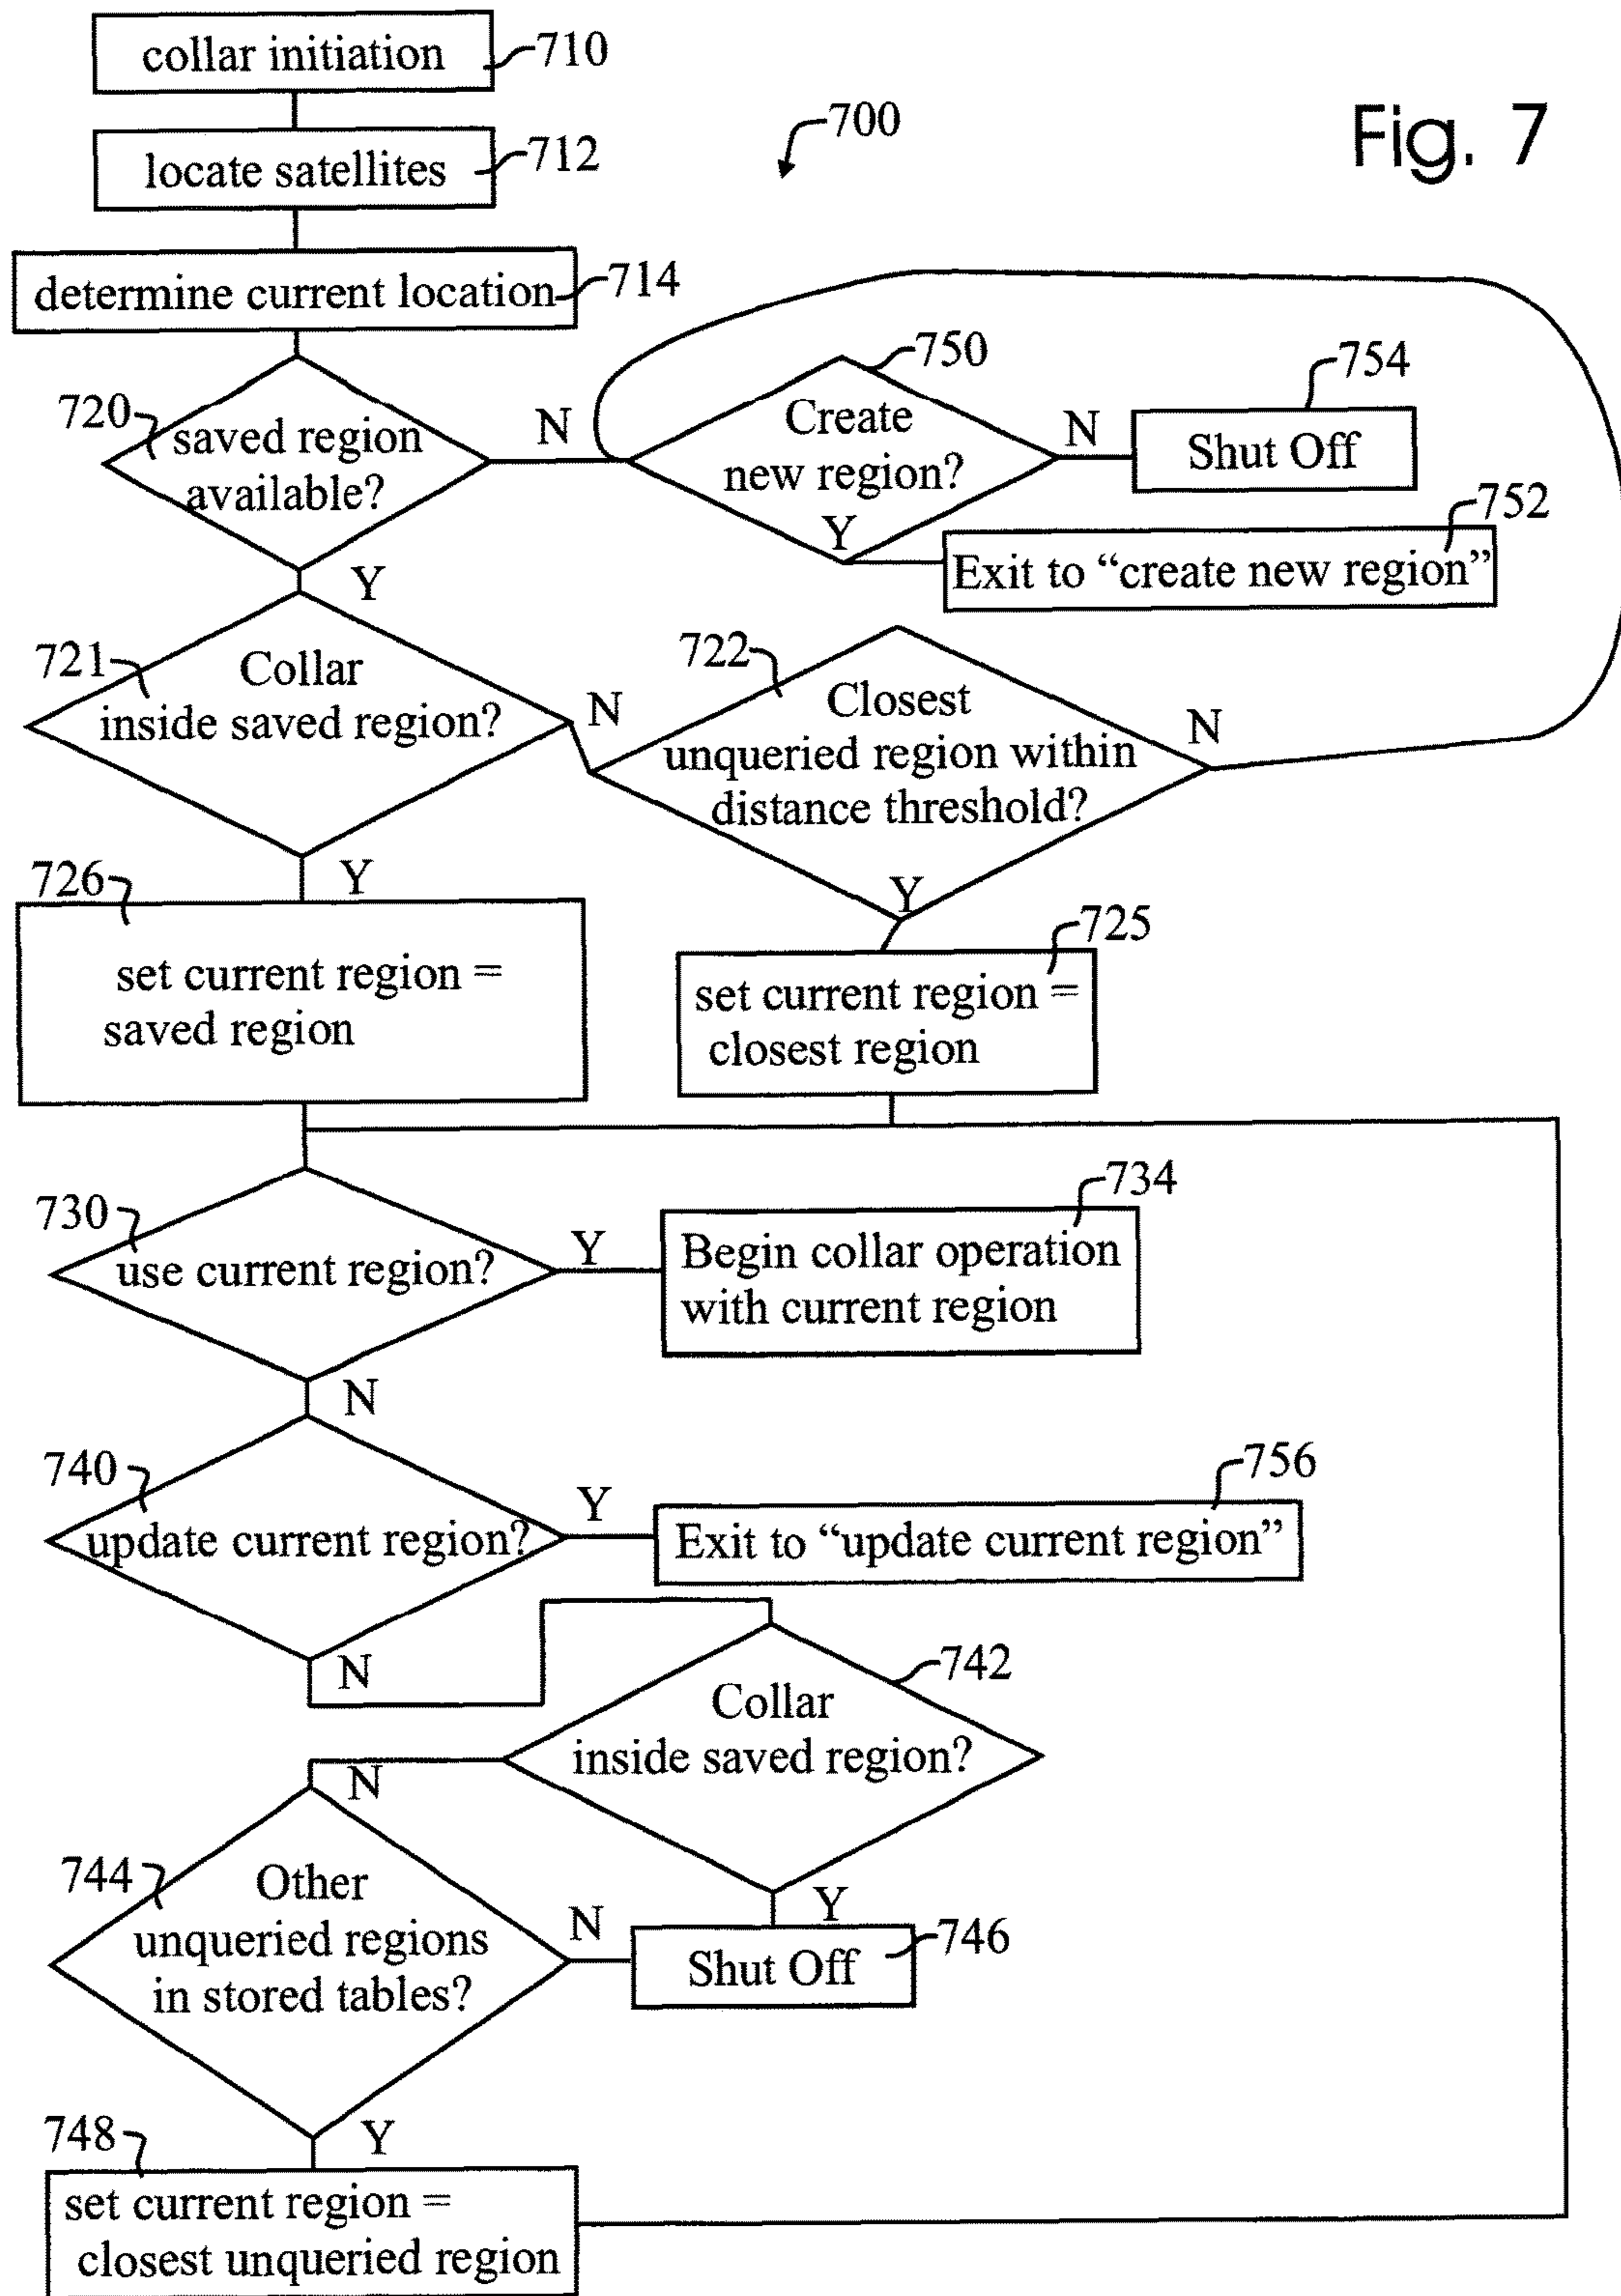 collar initiation
710
Fig. 7
700
locate satellites
712
determine current location
714
720
saved region
available?
N
750
Create
new region?
N
754
Shut Off
Y
752
Exit to “create new region”
Y
721
Collar
inside saved region?
N
722
Closest
unqueried region within
distance threshold?
N
Y
726
Y
set current region =
saved region
725
set current region =
closest region
730
use current region?
Y
734
Begin collar operation
with current region
N
740
update current region?
Y
756
Exit to “update current region”
N
742
Collar
inside saved region?
N
Y
744
Other
unqueried regions
in stored tables?
N
Shut Off
746
Y
748
set current region =
closest unqueried region